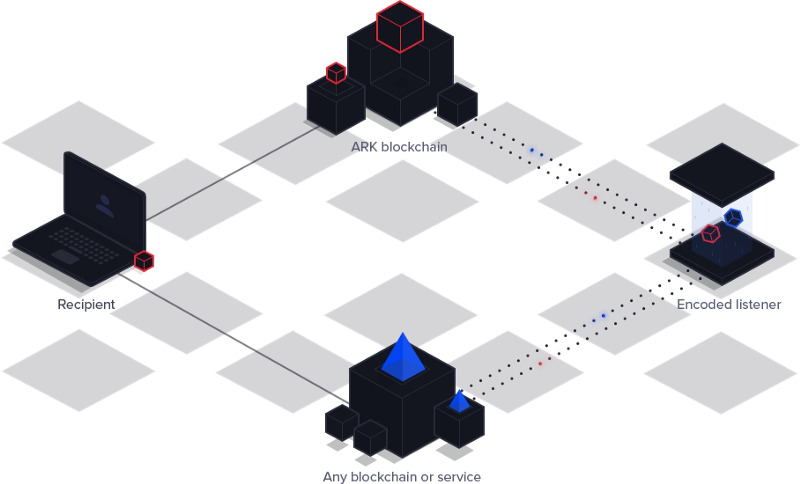 ARK blockchain
Recipient
Encoded listener
Any blockchain or service